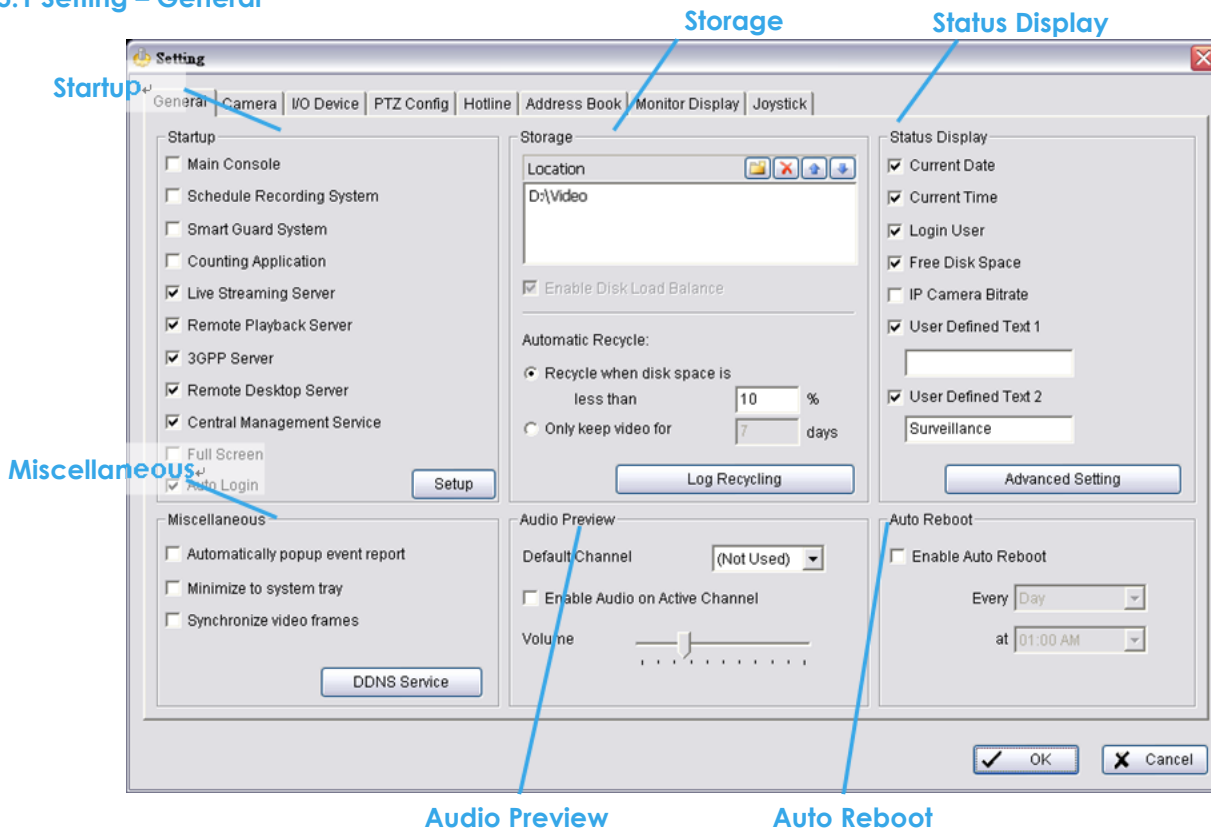 Setting – General
Storage
Status Display
Setting
Startup
General Camera I/O Device PTZ Config Hotline Address Book Monitor Display Joystick
Startup
Main Console
Schedule Recording System
Smart Guard System
Counting Application
Live Streaming Server
Remote Playback Server
3GPP Server
Remote Desktop Server
Central Management Service
Full Screen
Auto Login
Setup
Storage
Location
D:\Video
Enable Disk Load Balance
Automatic Recycle:
Recycle when disk space is
less than 10 %
Only keep video for 7 days
Log Recycling
Status Display
Current Date
Current Time
Login User
Free Disk Space
IP Camera Bitrate
User Defined Text 1
User Defined Text 2
Surveillance
Advanced Setting
Miscellaneous
Miscellaneous
Automatically popup event report
Minimize to system tray
Synchronize video frames
DDNS Service
Audio Preview
Default Channel (Not Used)
Enable Audio on Active Channel
Volume
Auto Reboot
Enable Auto Reboot
Every Day
at 01:00 AM
OK Cancel
Audio Preview
Auto Reboot